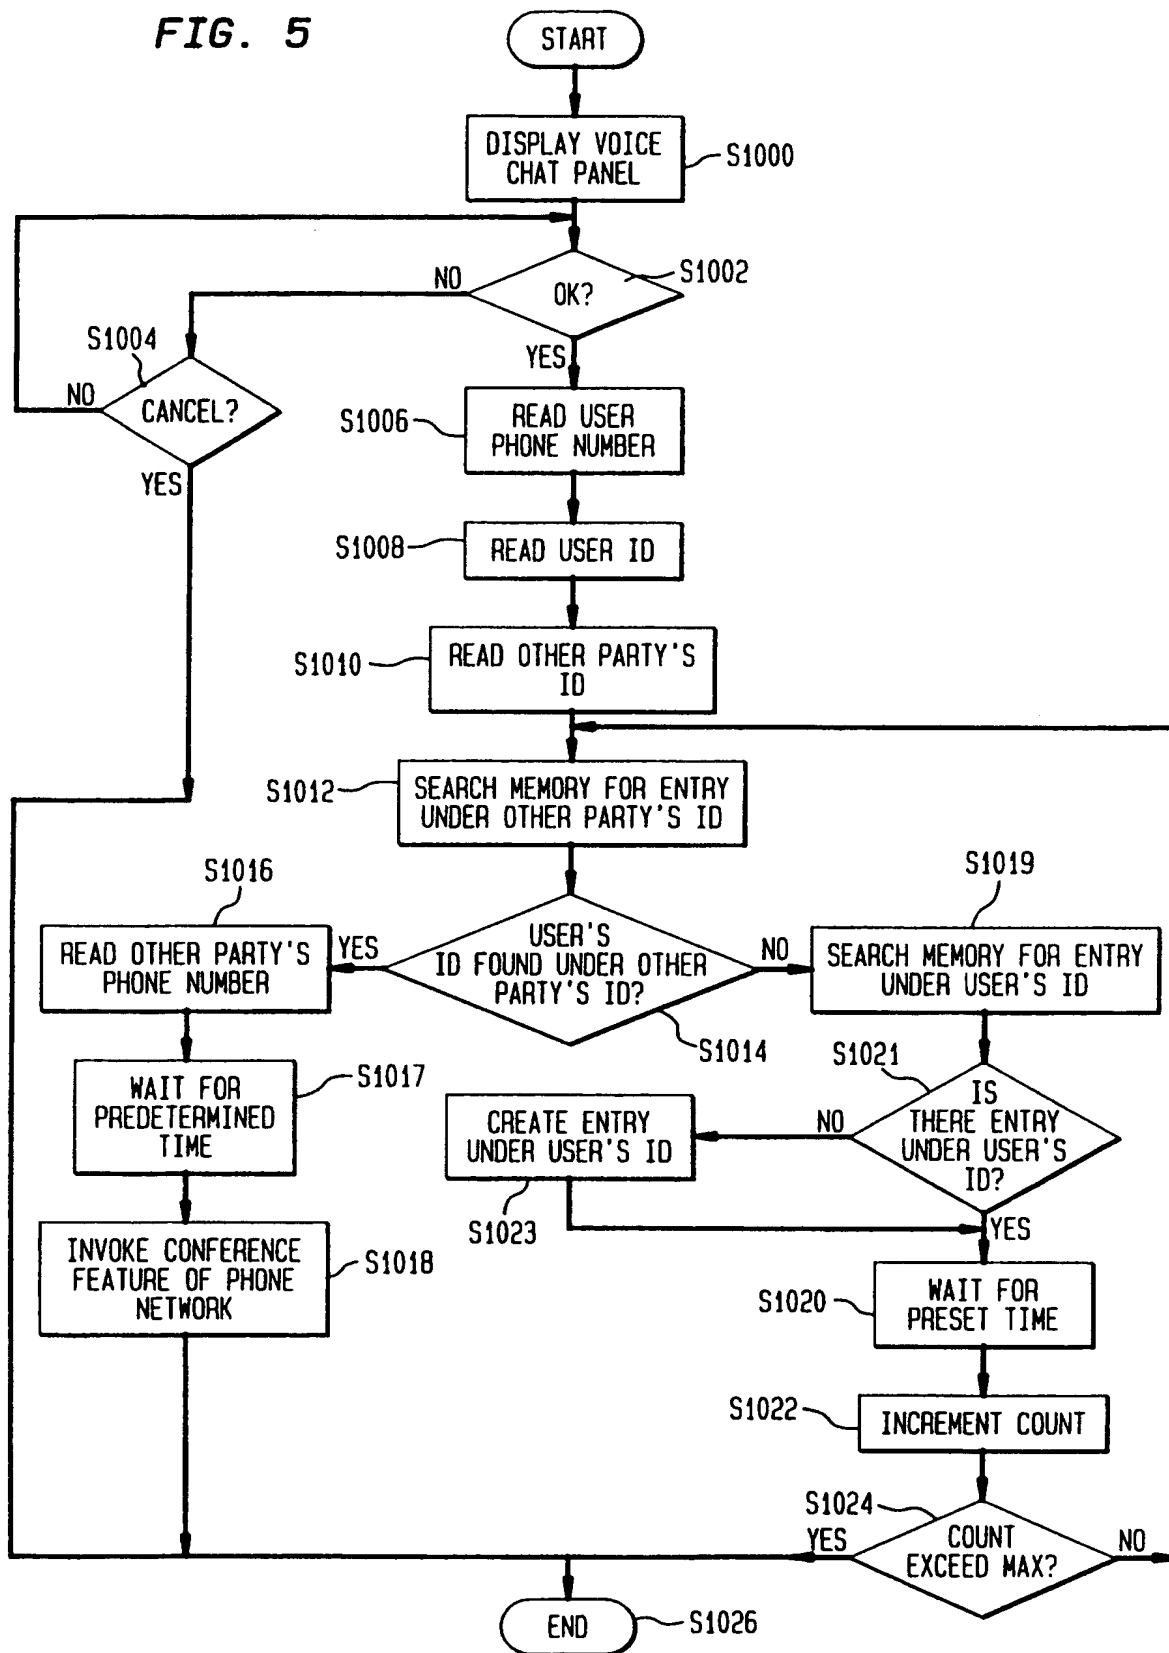 FIG. 5
START
DISPLAY VOICE
CHAT PANEL
S1000
OK?
S1002
NO
YES
S1004
CANCEL?
NO
YES
S1006
READ USER
PHONE NUMBER
S1008
READ USER ID
S1010
READ OTHER PARTY'S
ID
S1012
SEARCH MEMORY FOR ENTRY
UNDER OTHER PARTY'S ID
USER'S
ID FOUND UNDER OTHER
PARTY'S ID?
S1014
YES
NO
S1016
READ OTHER PARTY'S
PHONE NUMBER
WAIT FOR
PREDETERMINED
TIME
S1017
INVOKE CONFERENCE
FEATURE OF PHONE
NETWORK
S1018
S1019
SEARCH MEMORY FOR ENTRY
UNDER USER'S ID
S1021
IS
THERE ENTRY
UNDER USER'S
ID?
NO
YES
CREATE ENTRY
UNDER USER'S ID
S1023
S1020
WAIT FOR
PRESET TIME
S1022
INCREMENT COUNT
S1024
COUNT
EXCEED MAX?
YES
NO
END
S1026